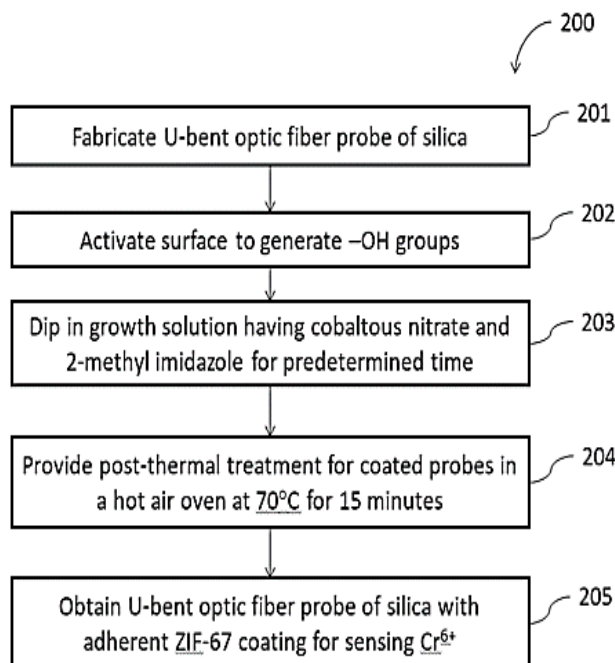 200
Fabricate U-bent optic fiber probe of silica
201
Activate surface to generate –OH groups
202
Dip in growth solution having cobaltous nitrate and
2-methyl imidazole for predetermined time
203
Provide post-thermal treatment for coated probes in
a hot air oven at 70°C for 15 minutes
204
Obtain U-bent optic fiber probe of silica with
adherent ZIF-67 coating for sensing Cr⁶⁺
205